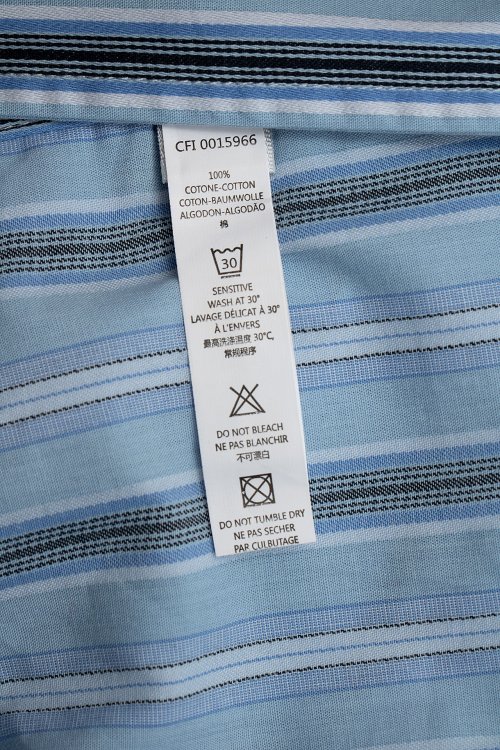 CFI 0015966
100%
COTONE-COTTON
COTON-BAUMWOLLE
ALGODON-ALGODÃO
棉
30
SENSITIVE
WASH AT 30°
LAVAGE DÉLICAT À 30°
À L'ENVERS
最高洗涤温度 30°C,
常规程序
DO NOT BLEACH
NE PAS BLANCHIR
不可漂白
DO NOT TUMBLE DRY
NE PAS SECHER
PAR CULBUTAGE